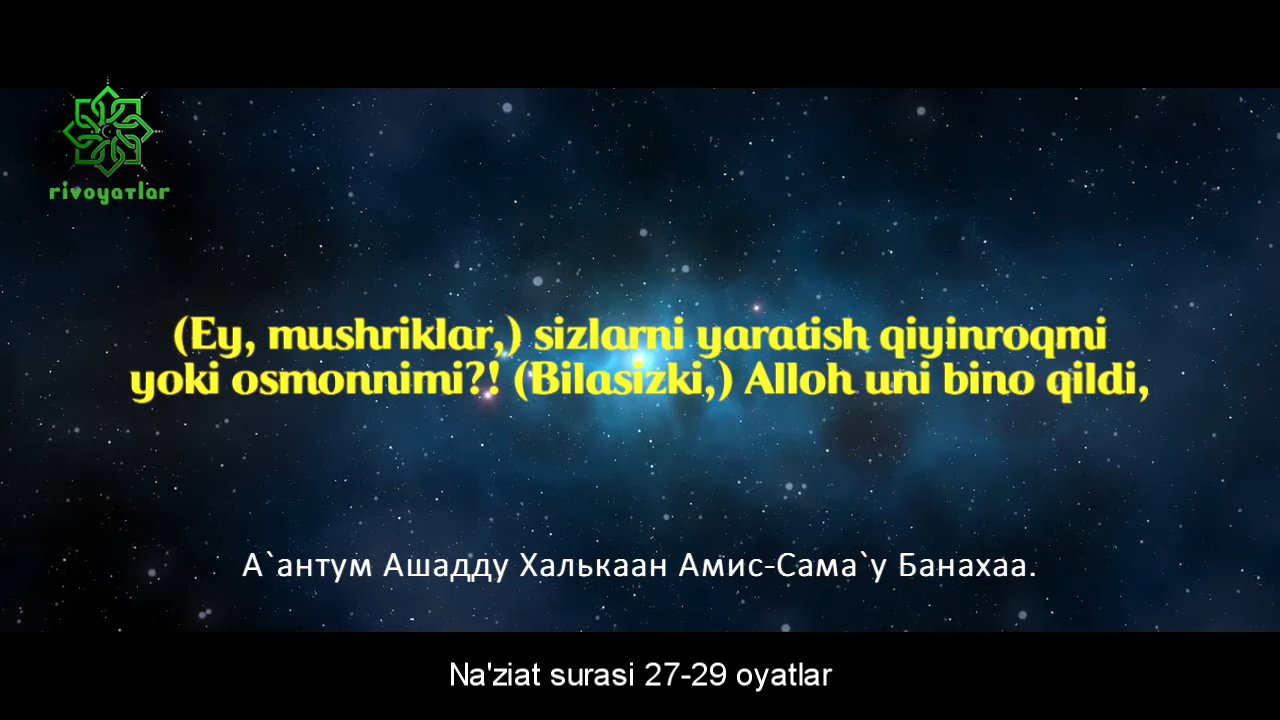 rivoyatlar
(Ey, mushriklar,) sizlarni yaratish qiyinroqmi
yoki osmonnimi?! (Bilasizki,) Alloh uni bino qildi,
А`антум Ашадду Халькаан Амис-Сама`у Банахаа.
Na'ziat surasi 27-29 oyatlar